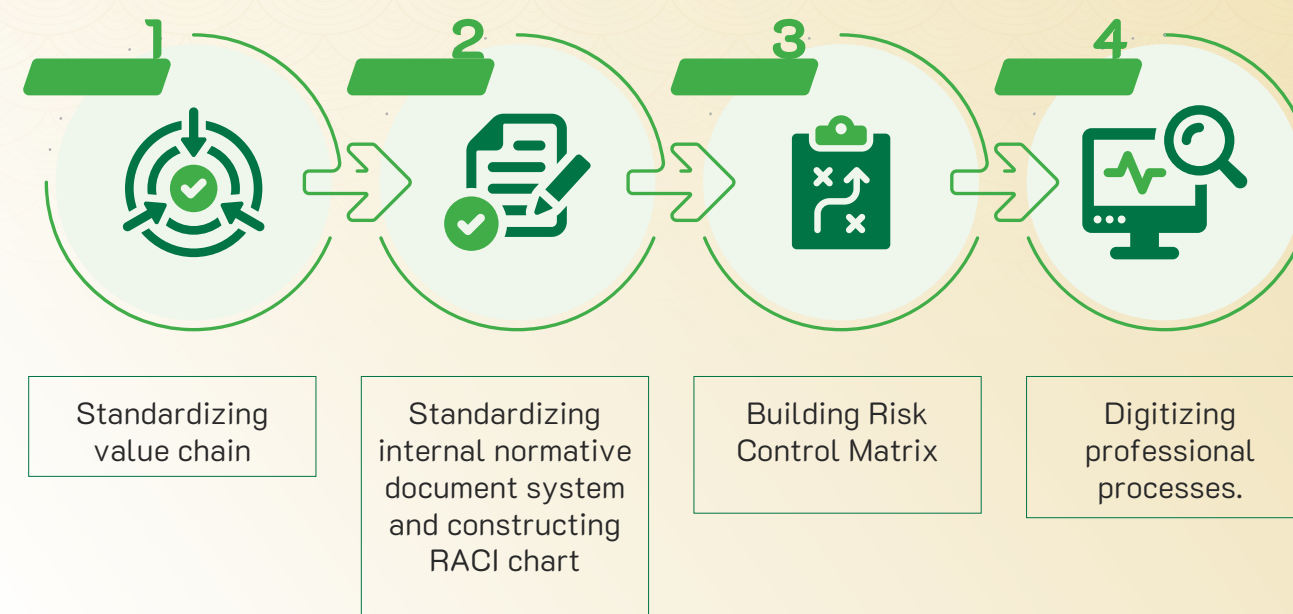 1
2
3
4
Standardizing
value chain
Standardizing
internal normative
document system
and constructing
RACI chart
Building Risk
Control Matrix
Digitizing
professional
processes.